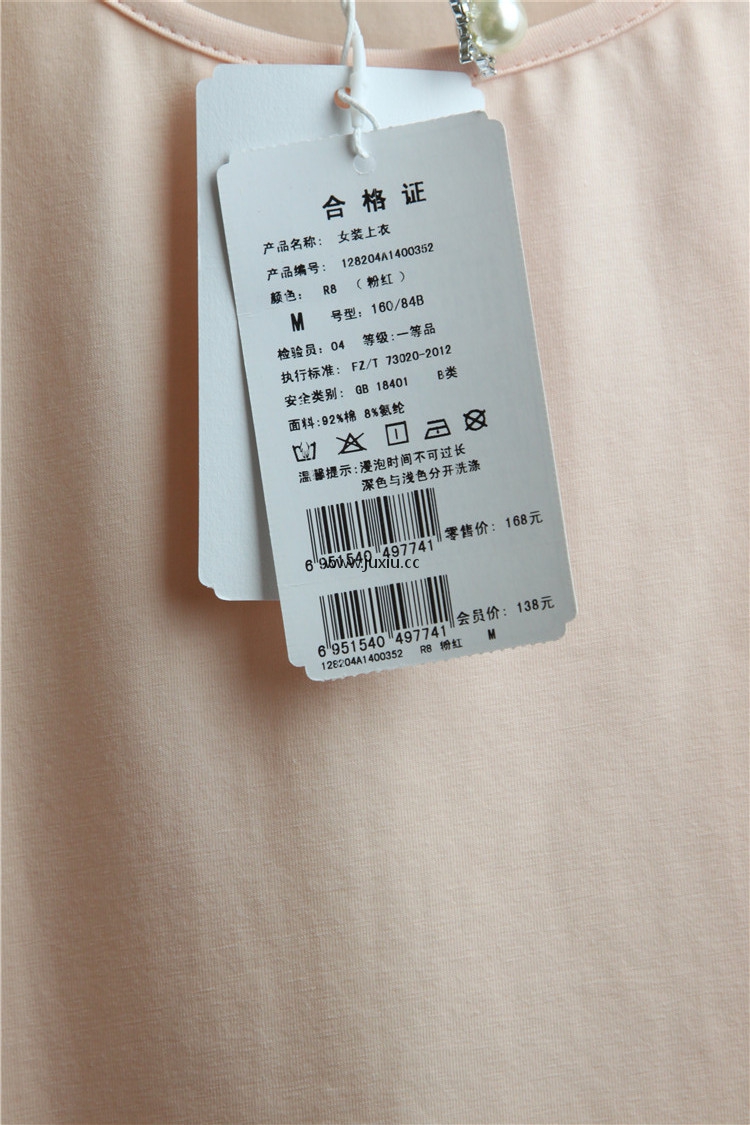 合格证
产品名称: 女装上衣
产品编号: 128204A1400352
颜色: R8 (粉红)
M 号型: 160/84B
检验员: 04 等级:一等品
执行标准: FZ/T 73020-2012
安全类别: GB 18401 B类
面料:92%棉 8%氨纶
温馨提示:浸泡时间不可过长
深色与浅色分开洗涤
零售价: 168元
6 951540 497741
www.juxiu.cc
会员价: 138元
6 951540 497741
128204A1400352 R8 粉红 M